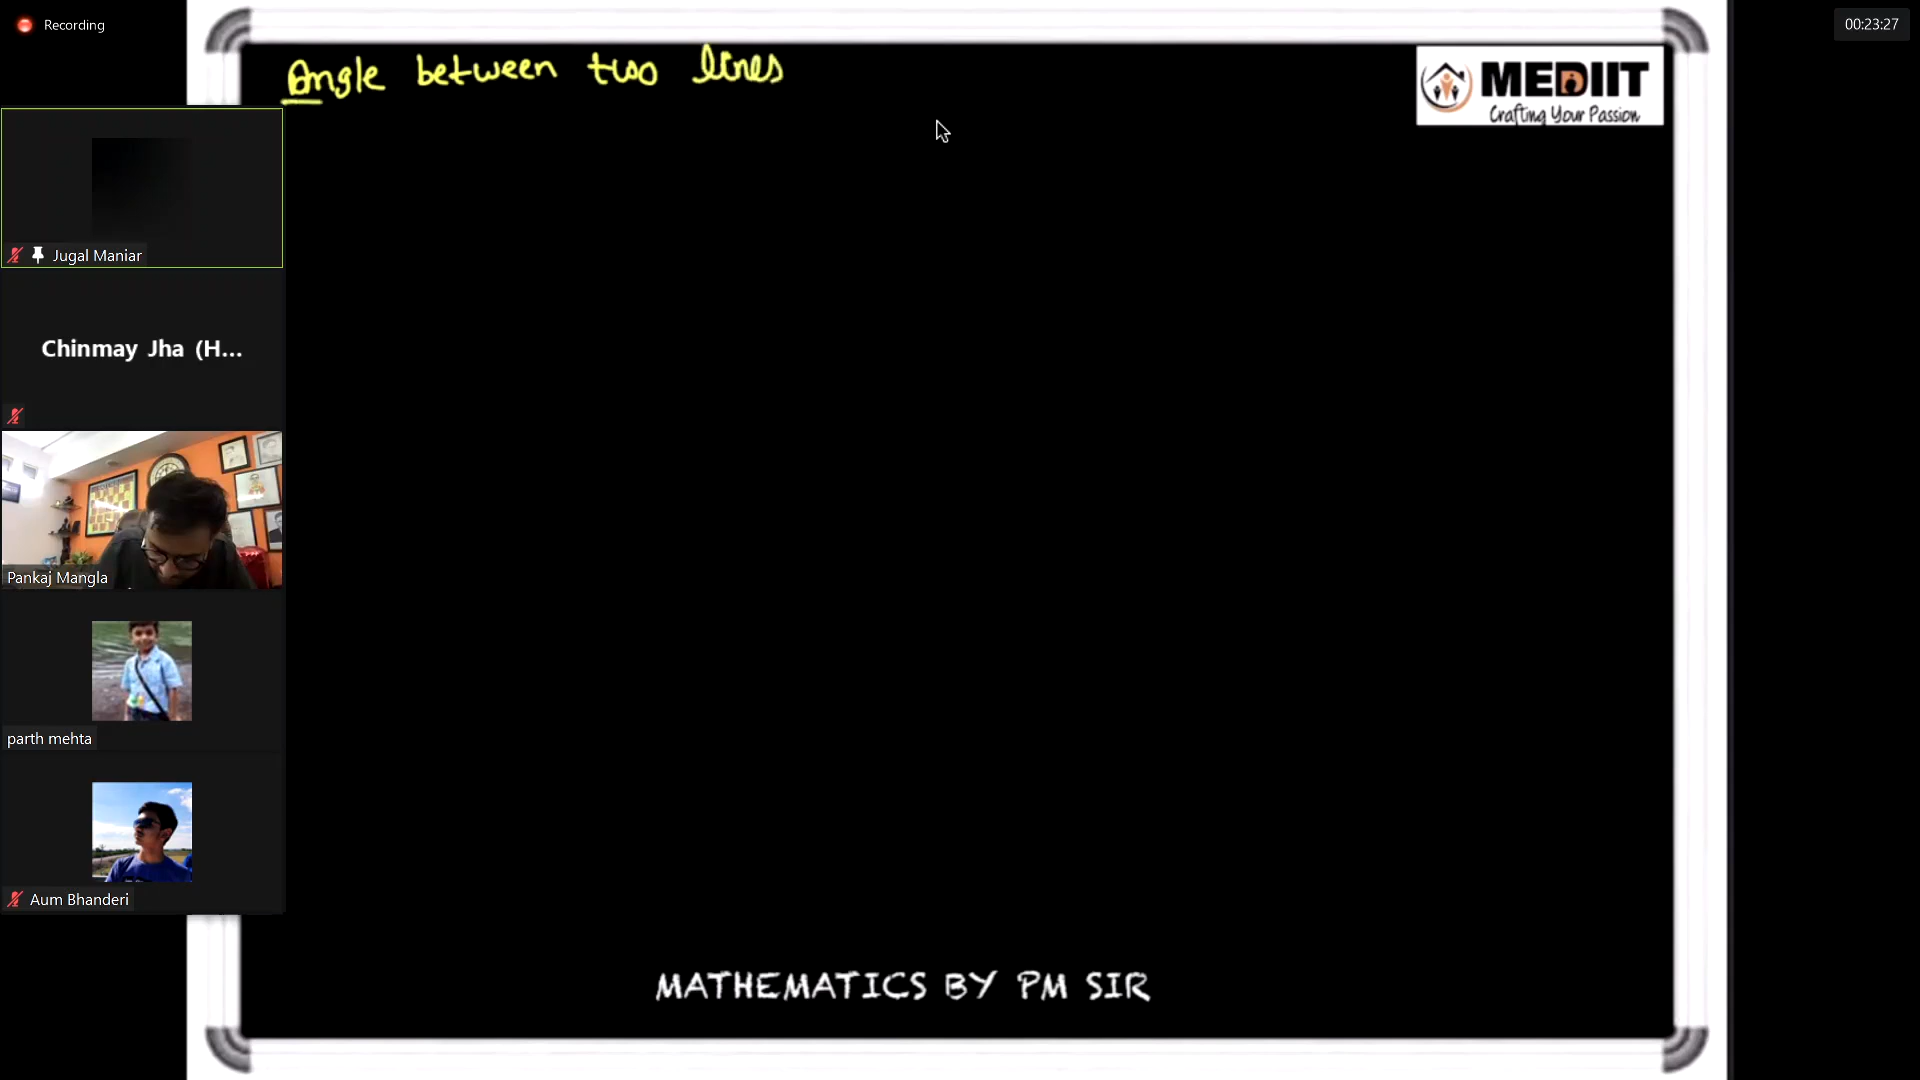 Recording
00:23:27
Angle between two lines
MEDIIT
Crafting Your Passion
Jugal Maniar
Chinmay Jha (H...
Pankaj Mangla
parth mehta
Aum Bhanderi
MATHEMATICS BY PM SIR